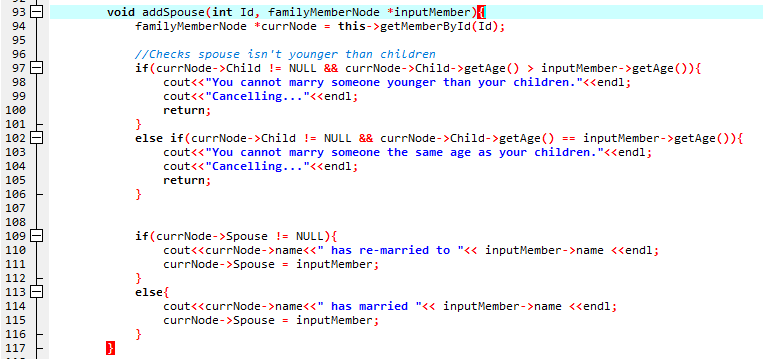 93 void addSpouse(int Id, familyMemberNode *inputMember){
94 familyMemberNode *currNode = this->getMemberById(Id);
95
96 //Checks spouse isn't younger than children
97 if(currNode->Child != NULL && currNode->Child->getAge() > inputMember->getAge()){
98 cout<<"You cannot marry someone younger than your children."<<endl;
99 cout<<"Cancelling..."<<endl;
100 return;
101 }
102 else if(currNode->Child != NULL && currNode->Child->getAge() == inputMember->getAge()){
103 cout<<"You cannot marry someone the same age as your children."<<endl;
104 cout<<"Cancelling..."<<endl;
105 return;
106 }
107
108
109 if(currNode->Spouse != NULL){
110 cout<<currNode->name<<" has re-married to "<< inputMember->name <<endl;
111 currNode->Spouse = inputMember;
112 }
113 else{
114 cout<<currNode->name<<" has married "<< inputMember->name <<endl;
115 currNode->Spouse = inputMember;
116 }
117 }